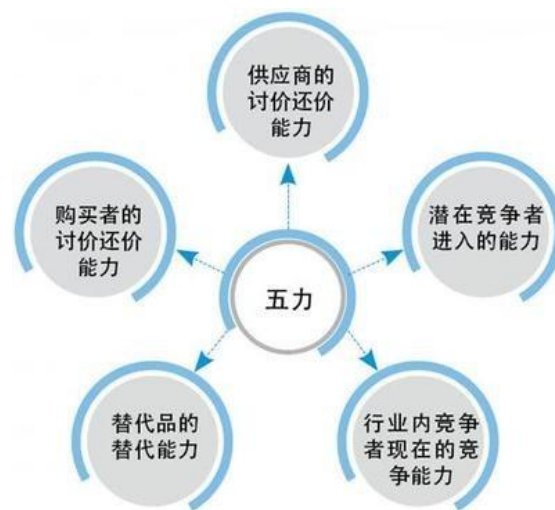 供应商的
讨价还价
能力
购买者的
讨价还价
能力
潜在竞争者
进入的能力
五力
替代品的
替代能力
行业内竞争
者现在的竞
争能力